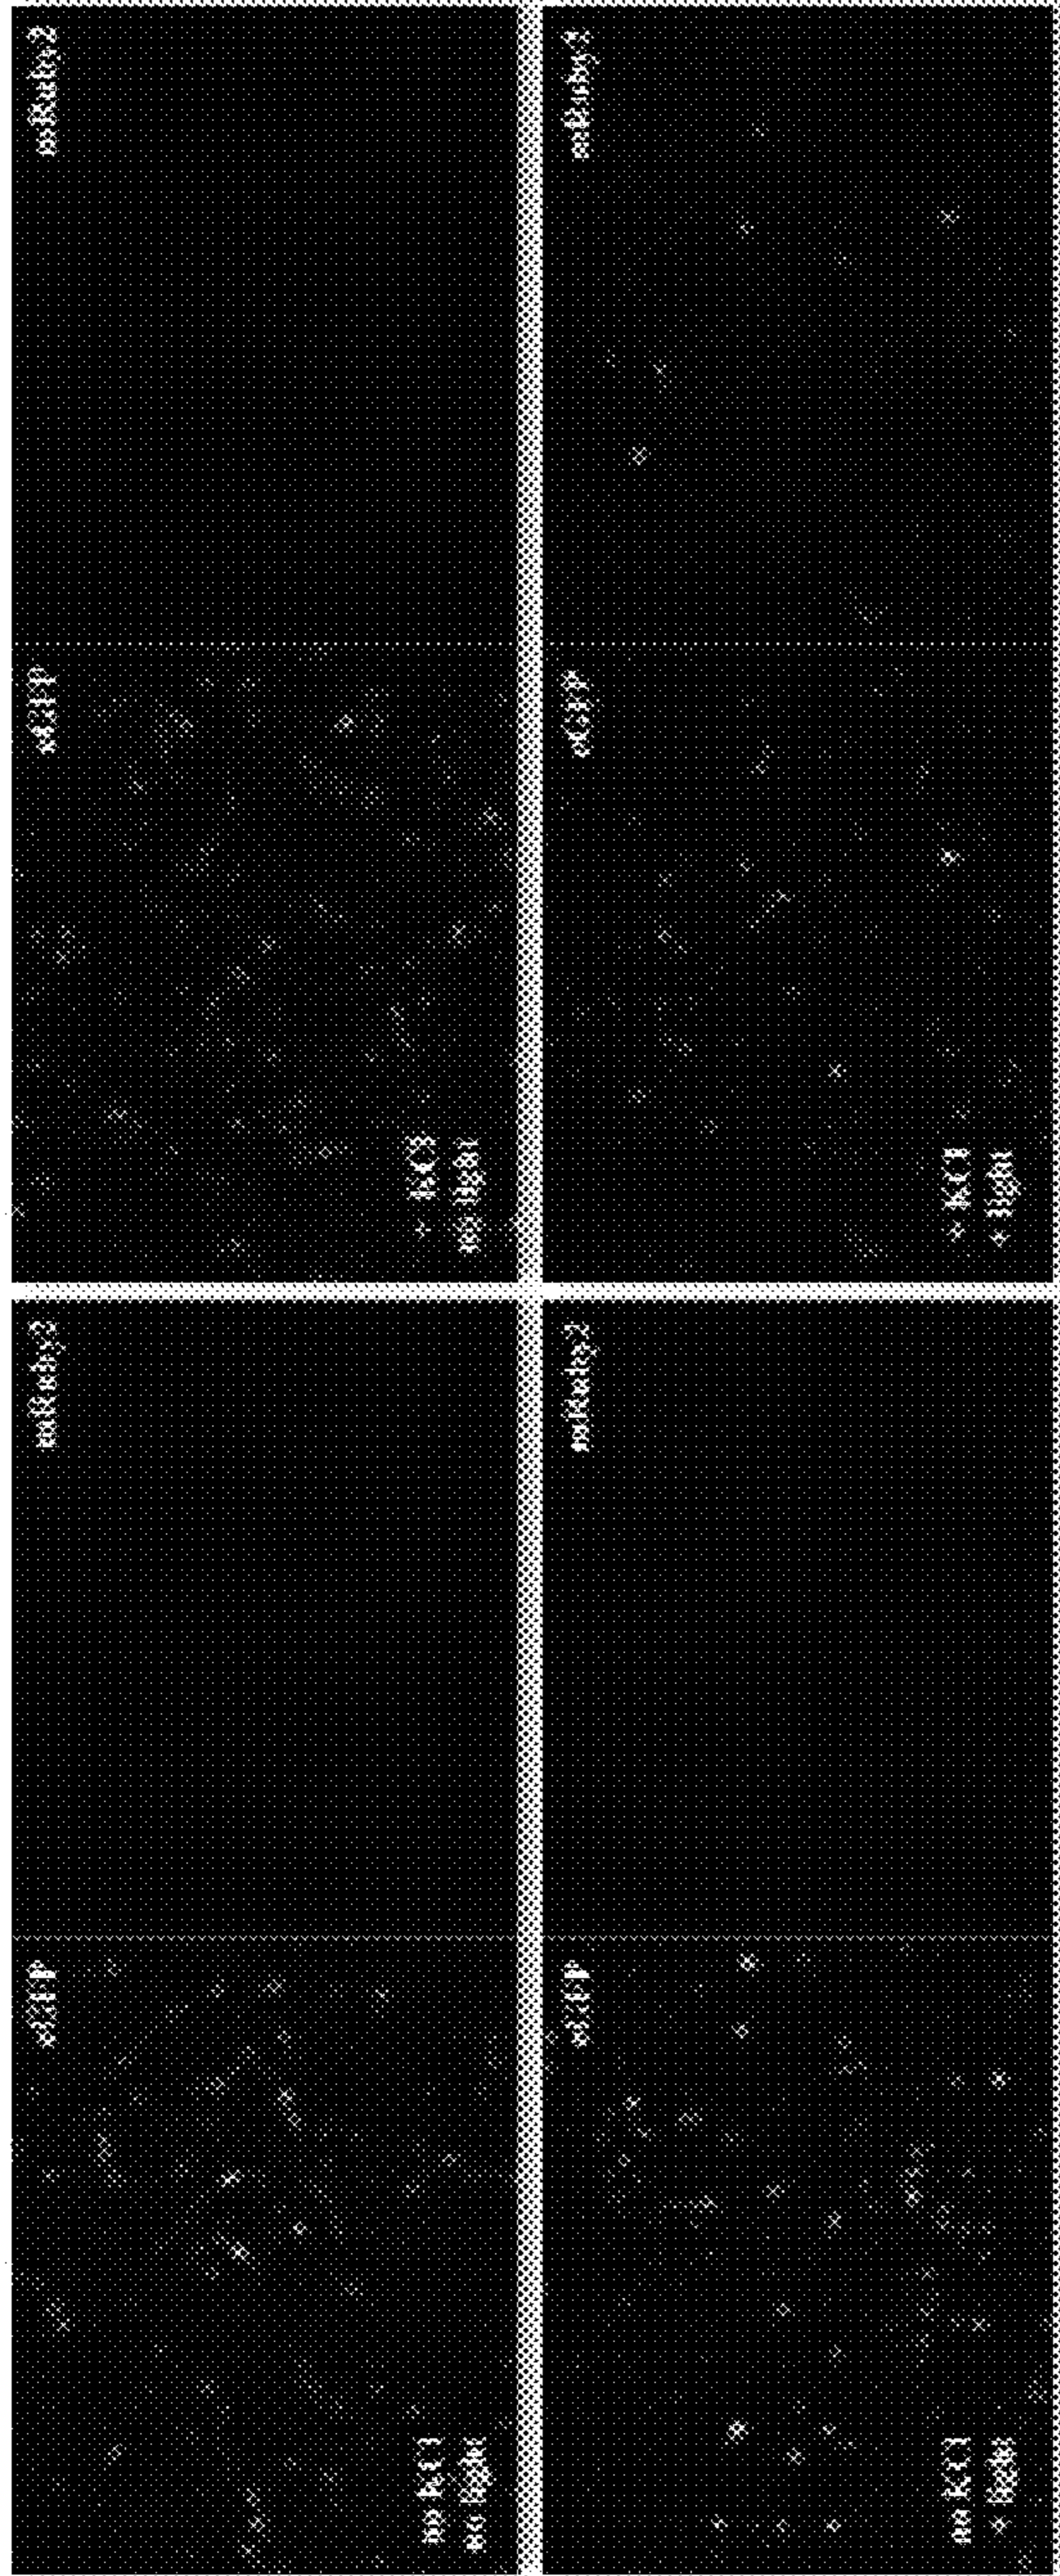 eGFP
mRuby2
no KCl
no light
eGFP
mRuby2
+ KCl
no light
eGFP
mRuby2
no KCl
+ light
eGFP
mRuby2
+ KCl
+ light